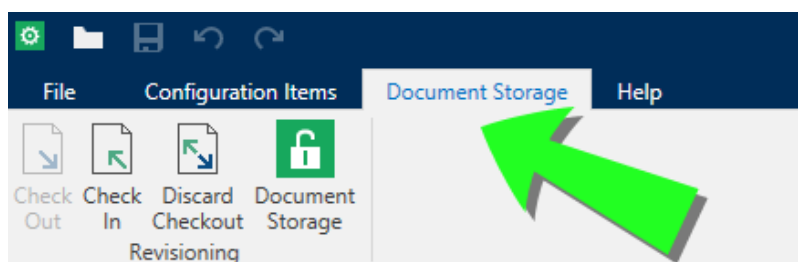 File Configuration Items Document Storage Help
Check Check Discard Document
Out In Checkout Storage
Revisioning